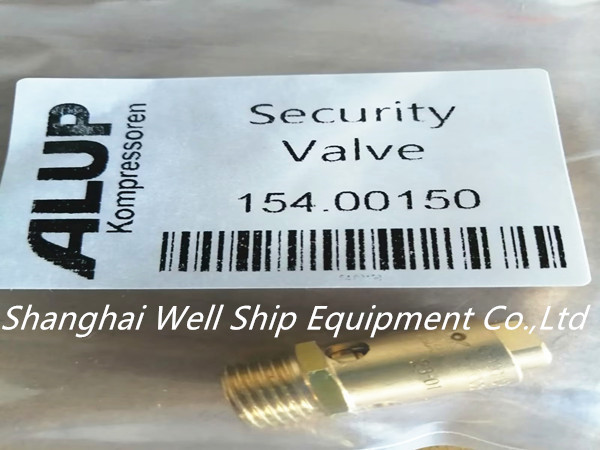 ALUP
Kompressoren
Security
Valve
154.00150
Shanghai Well Ship Equipment Co.,Ltd